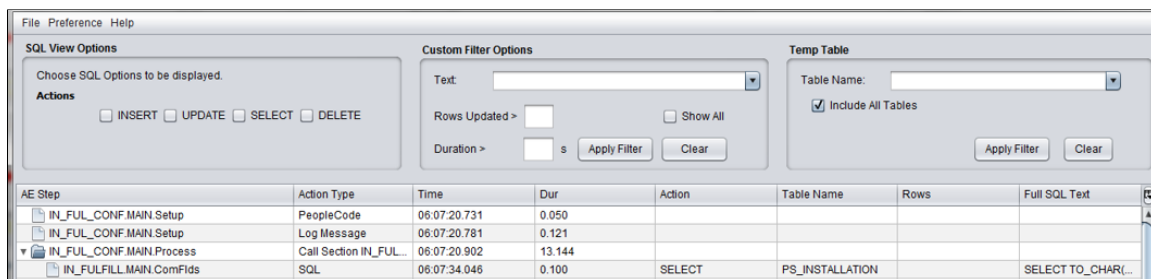 File Preference Help
SQL View Options
Choose SQL Options to be displayed.
Actions
INSERT UPDATE SELECT DELETE
Custom Filter Options
Text:
Rows Updated > Show All
Duration > s Apply Filter Clear
Temp Table
Table Name:
Include All Tables
Apply Filter Clear
AE Step Action Type Time Dur Action Table Name Rows Full SQL Text
IN_FUL_CONF.MAIN.Setup PeopleCode 06:07:20.731 0.050
IN_FUL_CONF.MAIN.Setup Log Message 06:07:20.781 0.121
IN_FUL_CONF.MAIN.Process Call Section IN_FUL... 06:07:20.902 13.144
IN_FULFILL.MAIN.ComFlds SQL 06:07:34.046 0.100 SELECT PS_INSTALLATION SELECT TO_CHAR(...